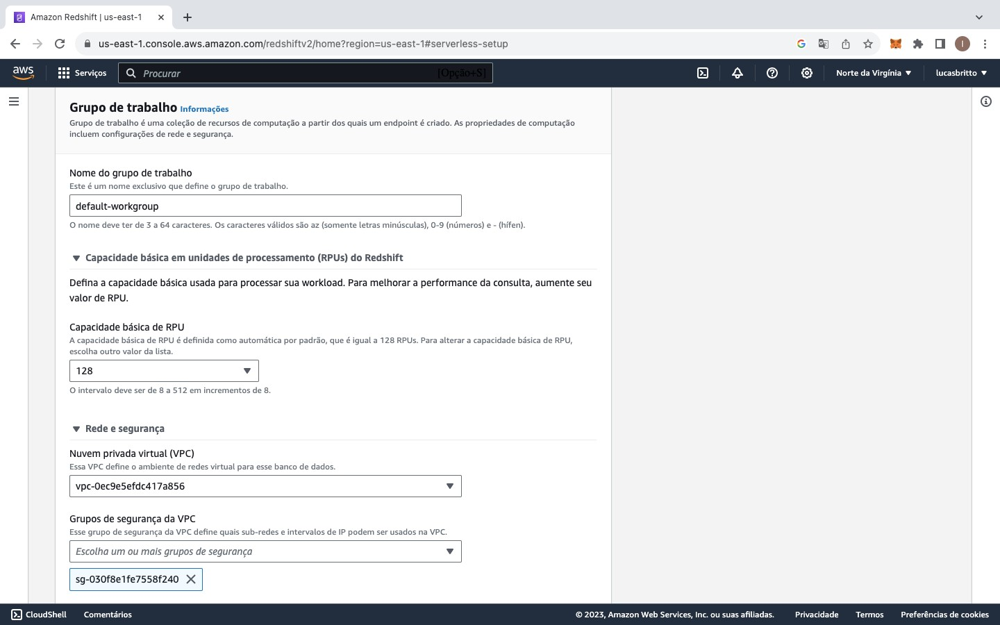 Amazon Redshift | us-east-1
us-east-1.console.aws.amazon.com/redshiftv2/home?region=us-east-1#serverless-setup
I
aws
Serviços
Procurar
[Opção+S]
Norte da Virgínia
lucasbritto
Grupo de trabalho Informações
Grupo de trabalho é uma coleção de recursos de computação a partir dos quais um endpoint é criado. As propriedades de computação
incluem configurações de rede e segurança.
Nome do grupo de trabalho
Este é um nome exclusivo que define o grupo de trabalho.
default-workgroup
O nome deve ter de 3 a 64 caracteres. Os caracteres válidos são az (somente letras minúsculas), 0-9 (números) e - (hífen).
Capacidade básica em unidades de processamento (RPUs) do Redshift
Defina a capacidade básica usada para processar sua workload. Para melhorar a performance da consulta, aumente seu
valor de RPU.
Capacidade básica de RPU
A capacidade básica de RPU é definida como automática por padrão, que é igual a 128 RPUs. Para alterar a capacidade básica de RPU,
escolha outro valor da lista.
128
O intervalo deve ser de 8 a 512 em incrementos de 8.
Rede e segurança
Nuvem privada virtual (VPC)
Essa VPC define o ambiente de redes virtual para esse banco de dados.
vpc-0ec9e5efdc417a856
Grupos de segurança da VPC
Esse grupo de segurança da VPC define quais sub-redes e intervalos de IP podem ser usados na VPC.
Escolha um ou mais grupos de segurança
sg-030f8e1fe7558f240
CloudShell
Comentários
© 2023, Amazon Web Services, Inc. ou suas afiliadas.
Privacidade
Termos
Preferências de cookies